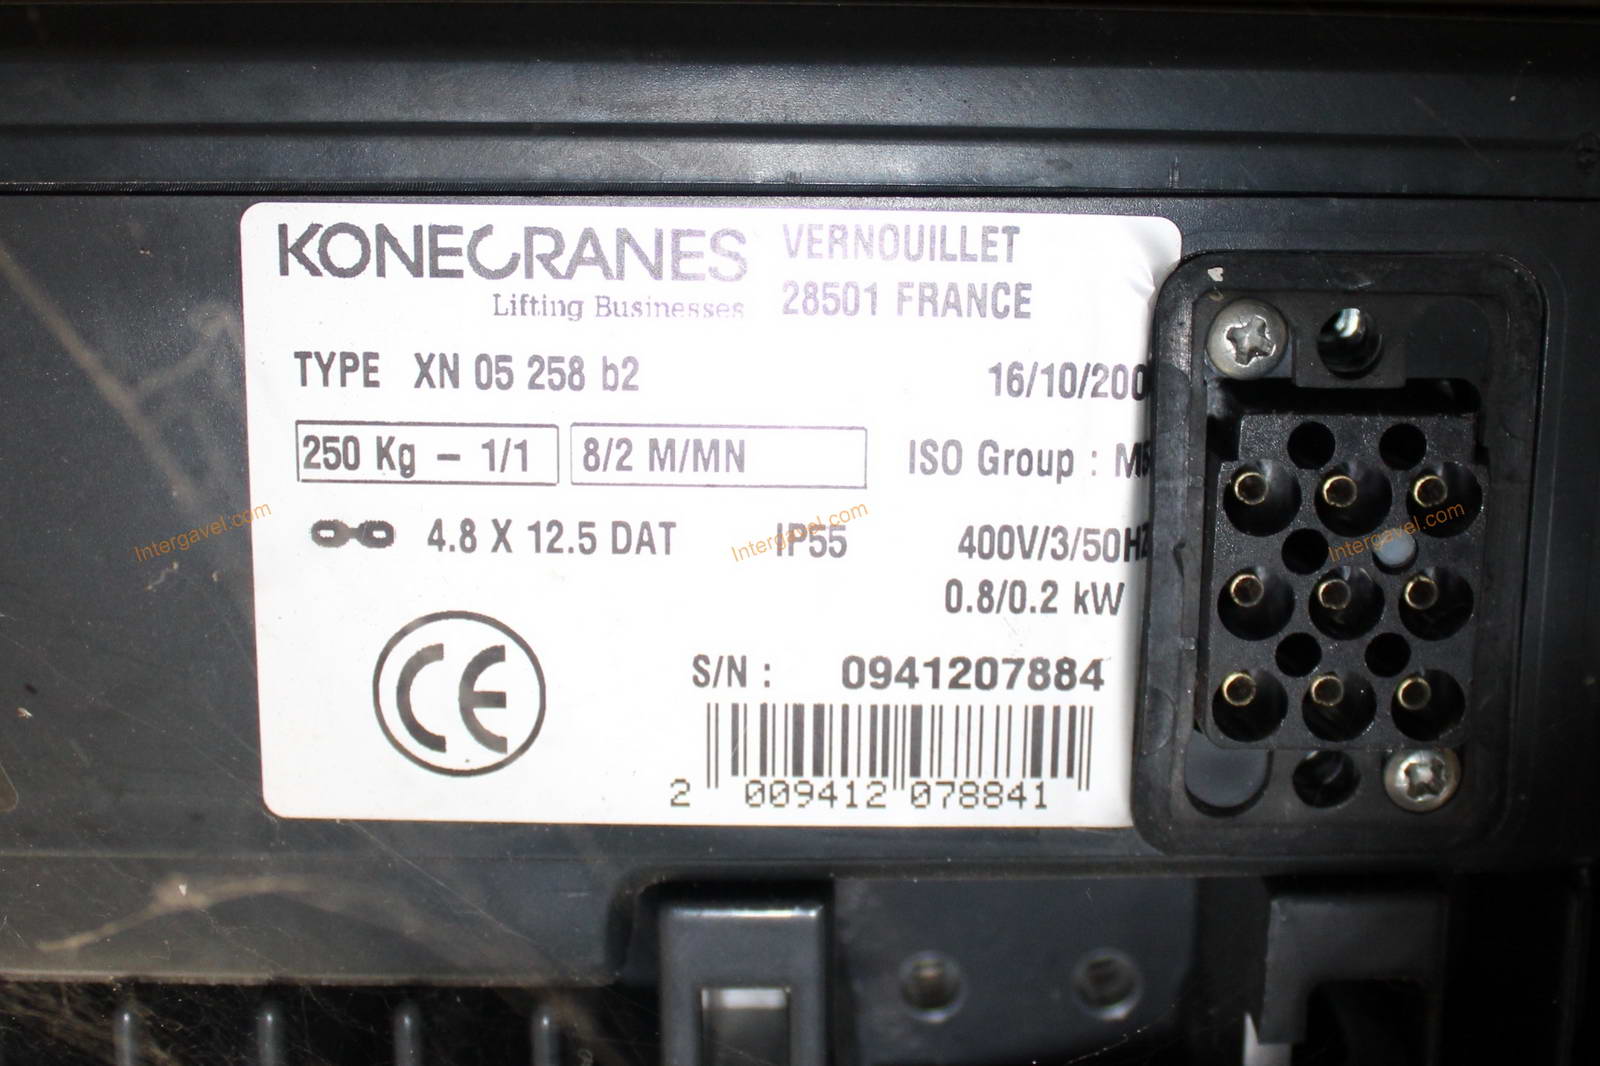 KONECRANES VERNOUILLET
Lifting Businesses 28501 FRANCE
TYPE XN 05 258 b2 16/10/200
250 Kg - 1/1 8/2 M/MN ISO Group :
4.8 X 12.5 DAT IP55 400V/3/50HZ
0.8/0.2 kW
CE
S/N : 0941207884
2 009412 078841
Intergavel.com
Intergavel.com
Intergavel.com